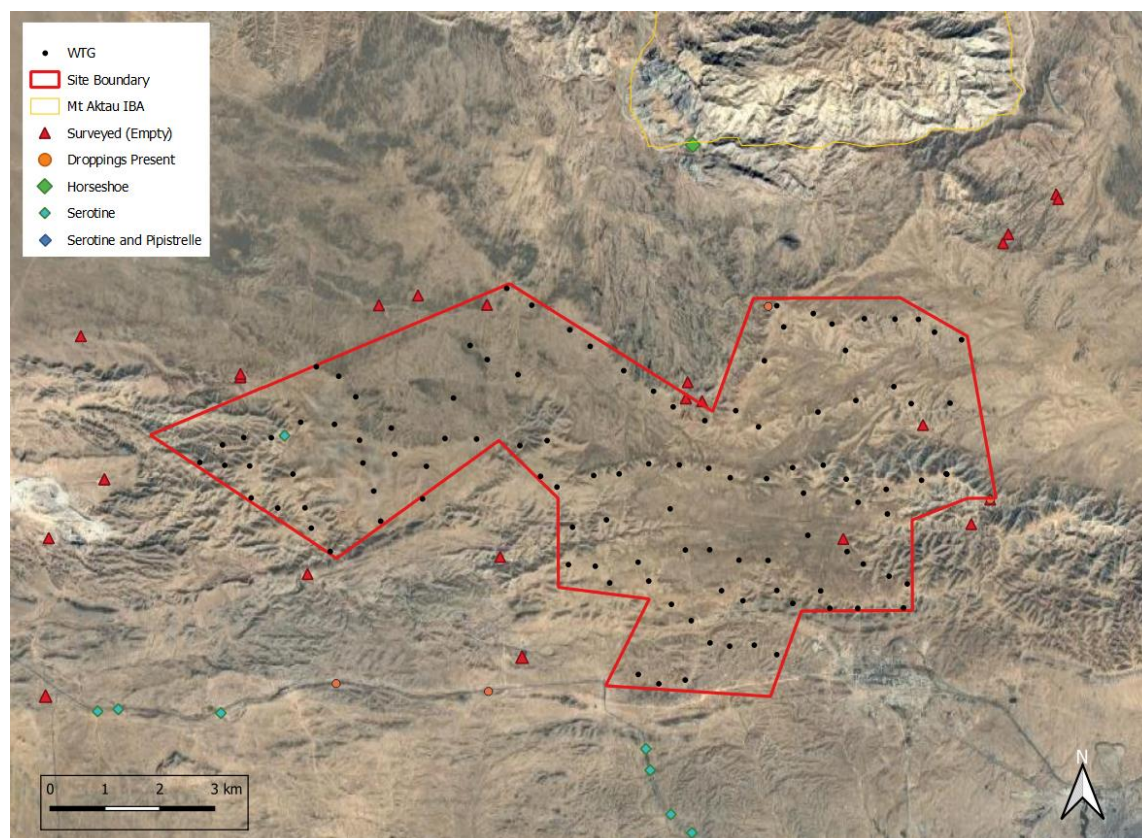 WTG
Site Boundary
Mt Aktau IBA
Surveyed (Empty)
Droppings Present
Horseshoe
Serotine
Serotine and Pipistrelle
0 1 2 3 km
N